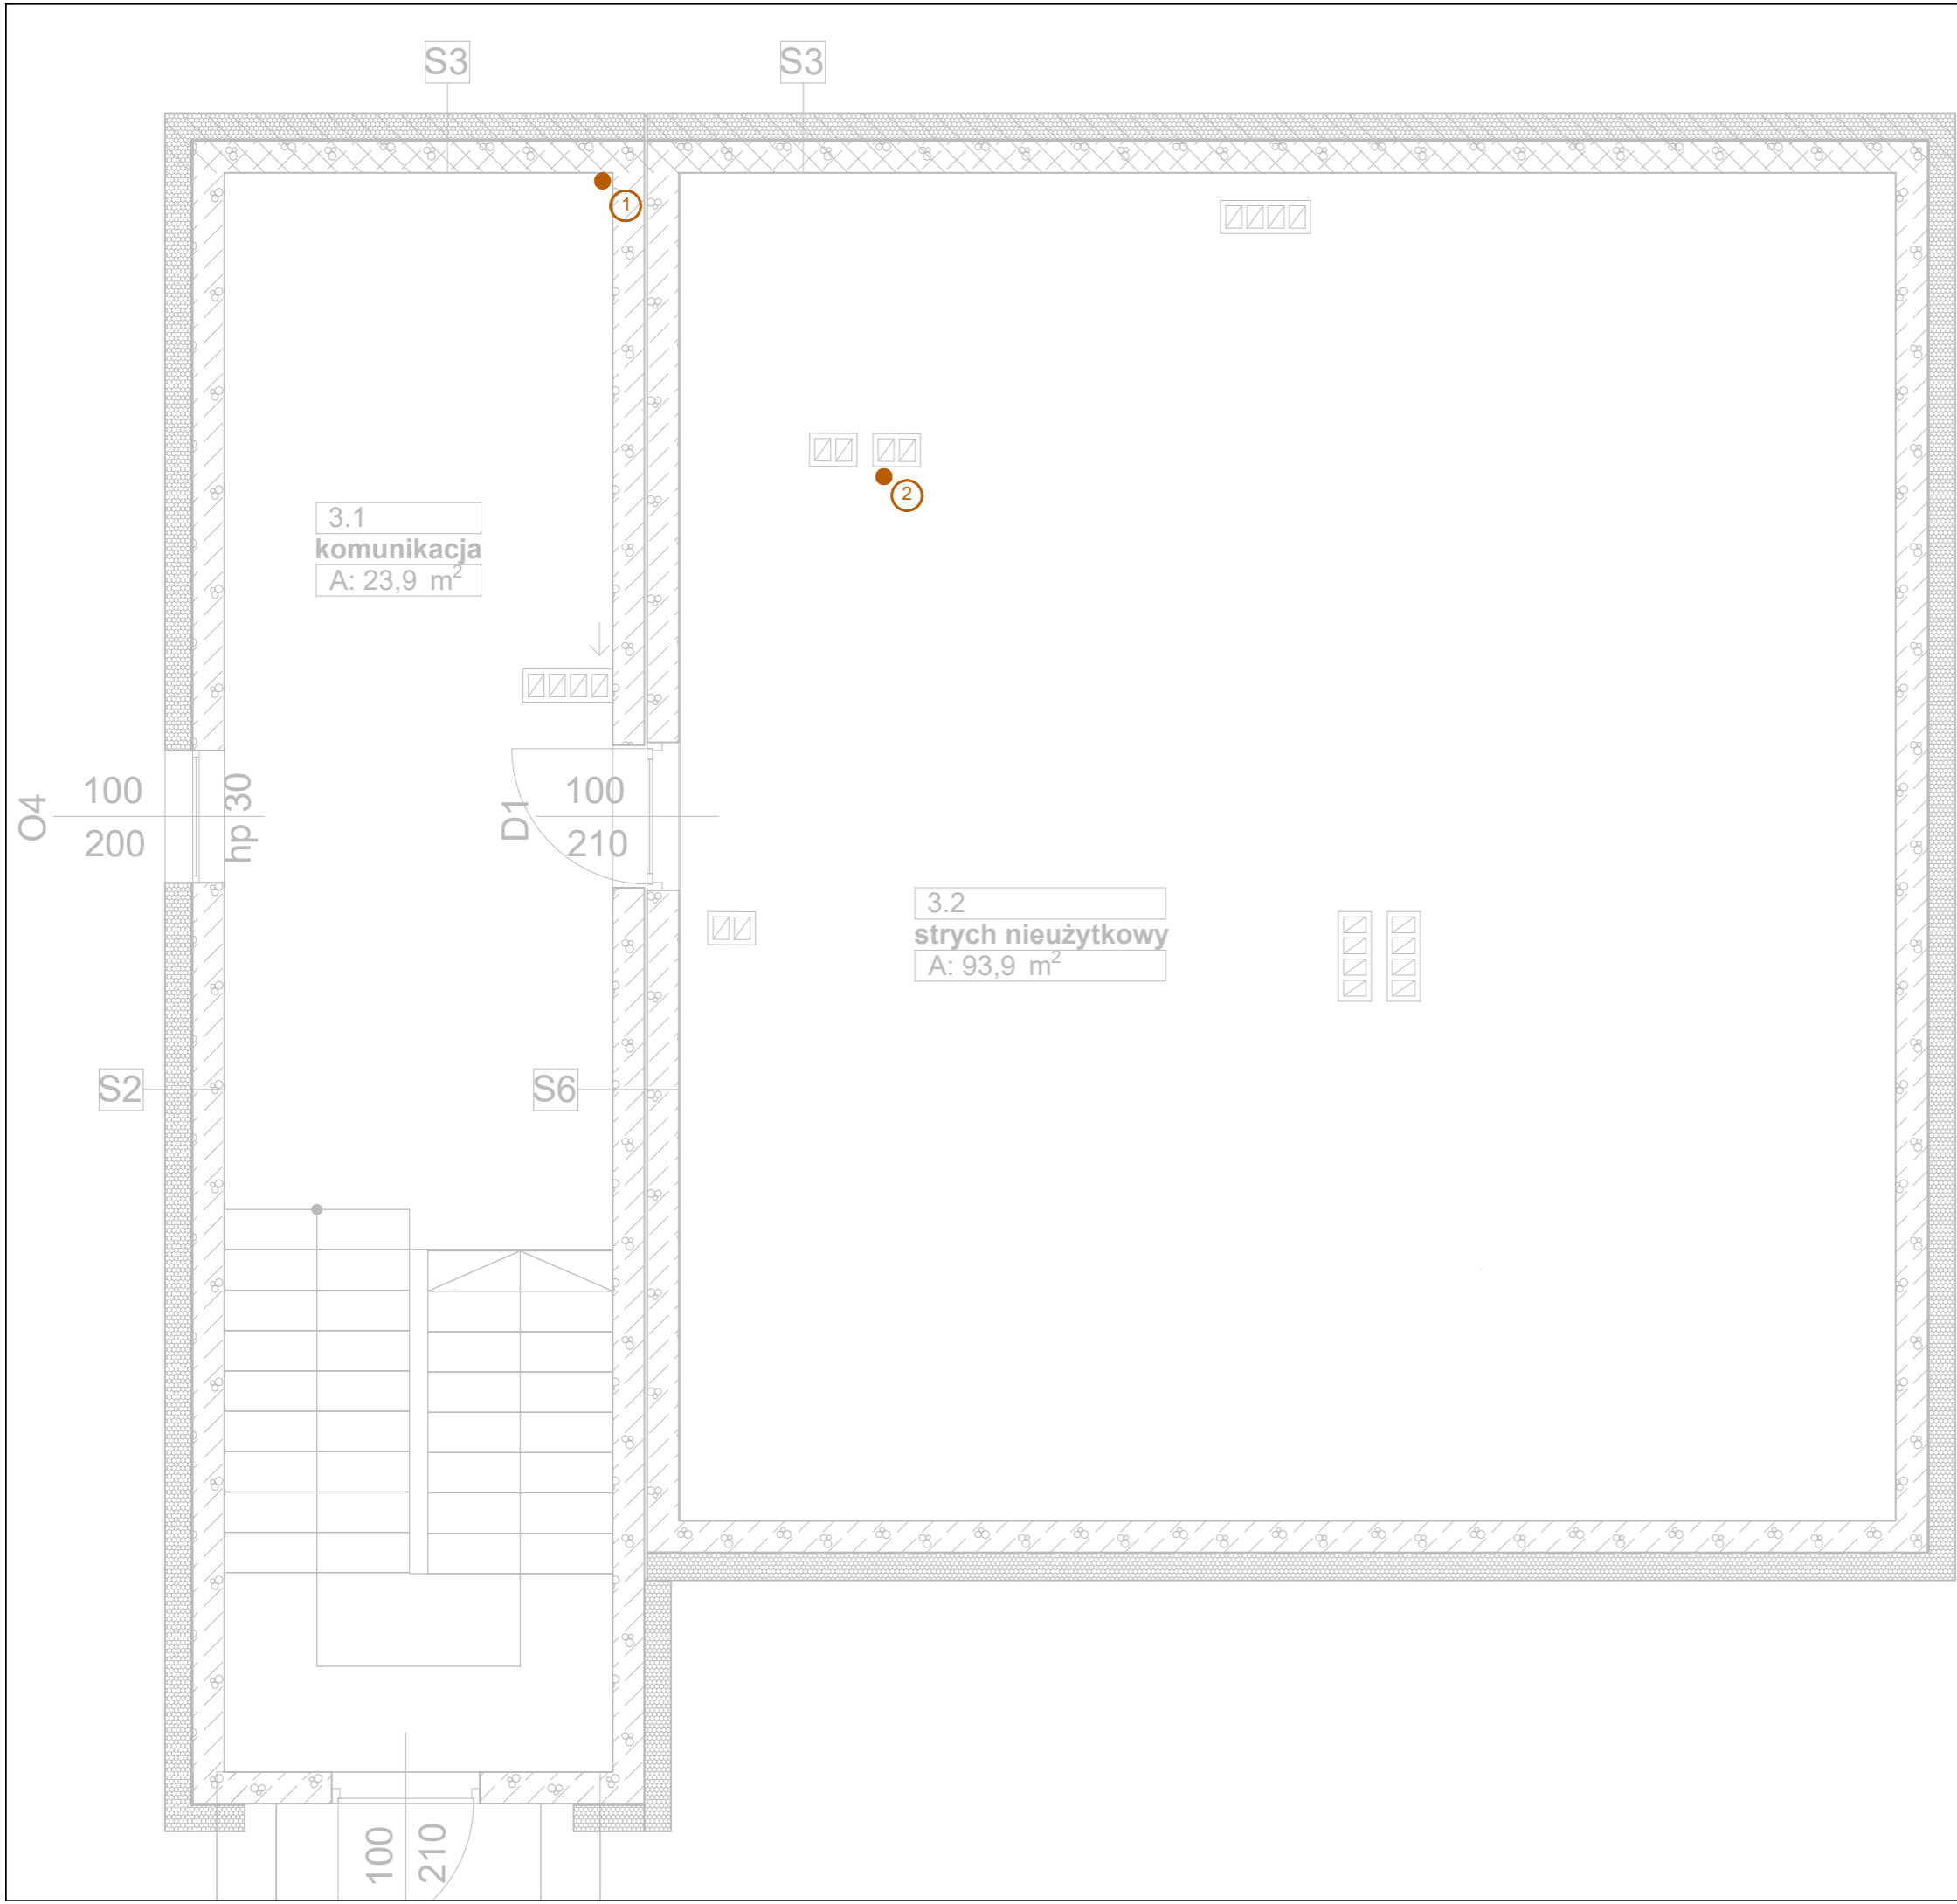 S3
S3
1
2
3.1
komunikacja
A: 23,9 m²
O4
100
200
hp 30
D1
100
210
3.2
strych nieużytkowy
A: 93,9 m²
S2
S6
100
210